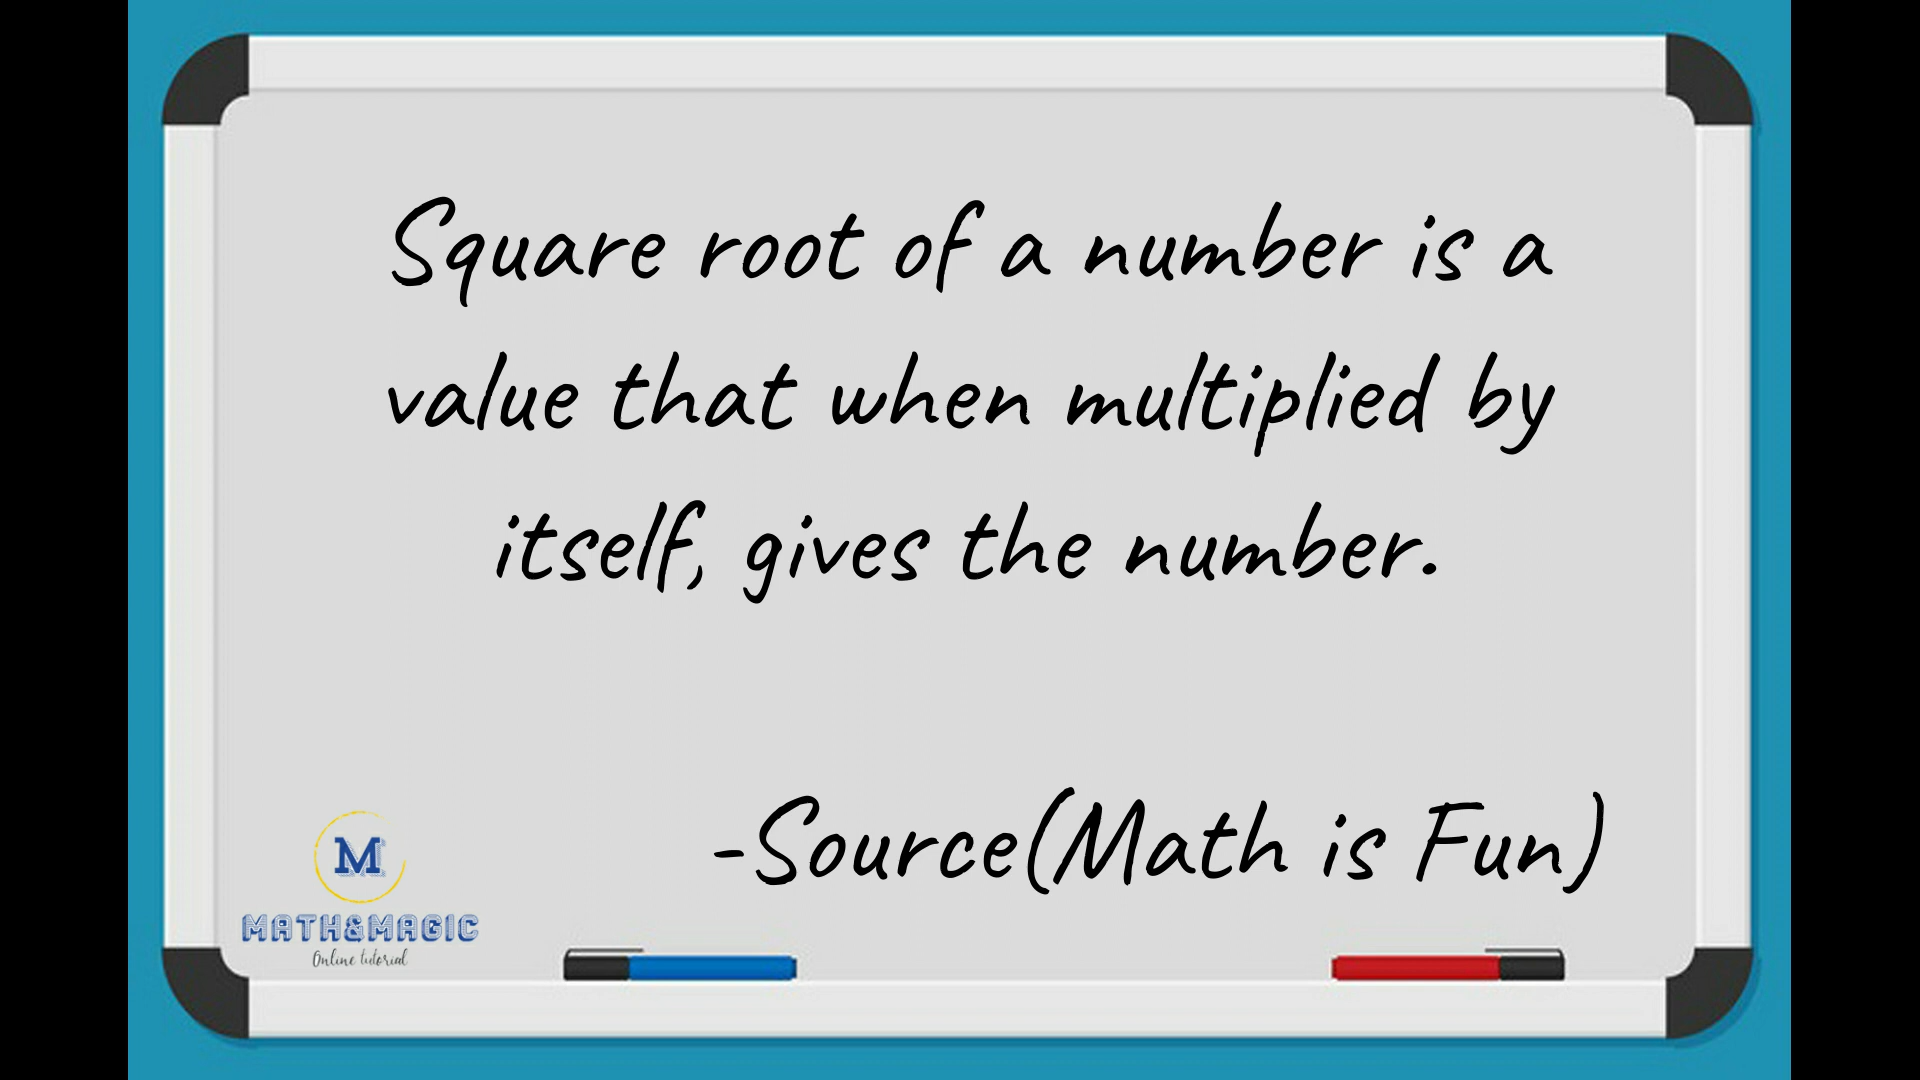 Square root of a number is a
value that when multiplied by
itself, gives the number.
-Source(Math is Fun)
M
MATH&MAGIC
Online tutorial